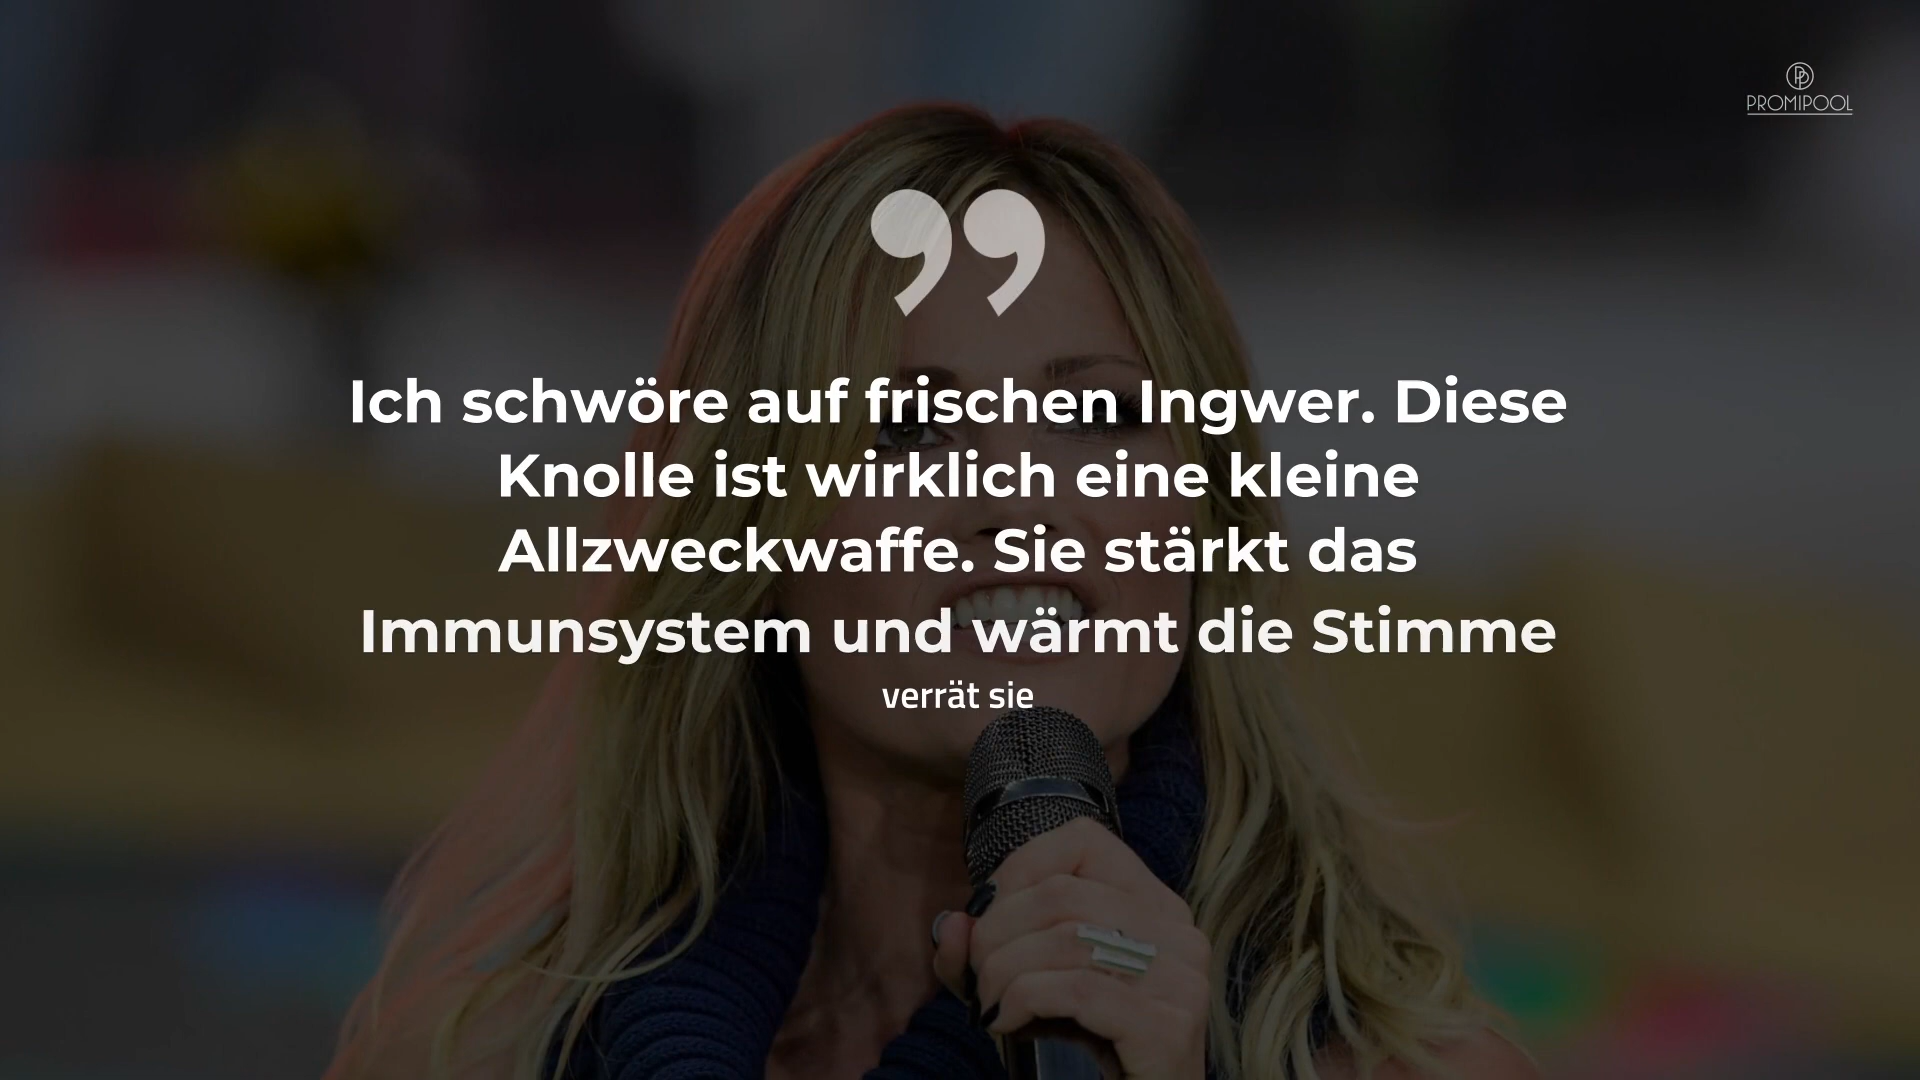 PROMIPOOL
Ich schwöre auf frischen Ingwer. Diese
Knolle ist wirklich eine kleine
Allzweckwaffe. Sie stärkt das
Immunsystem und wärmt die Stimme
verrät sie